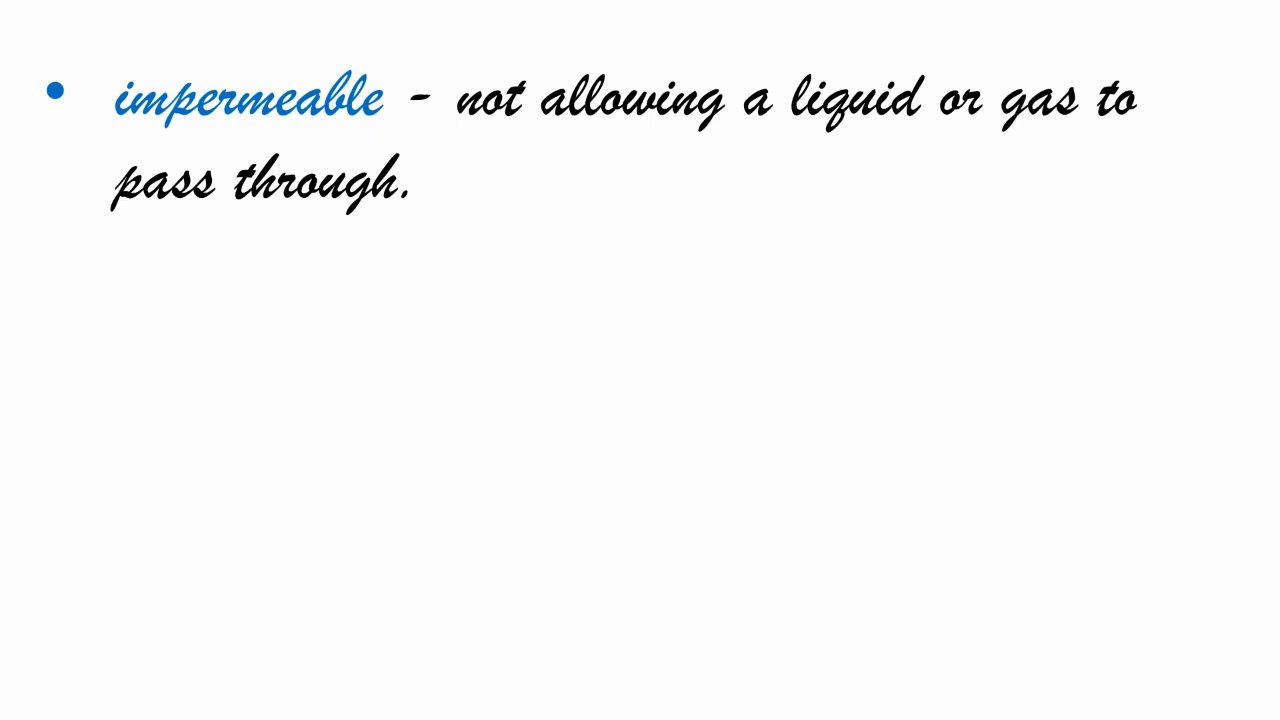 • impermeable - not allowing a liquid or gas to
pass through.